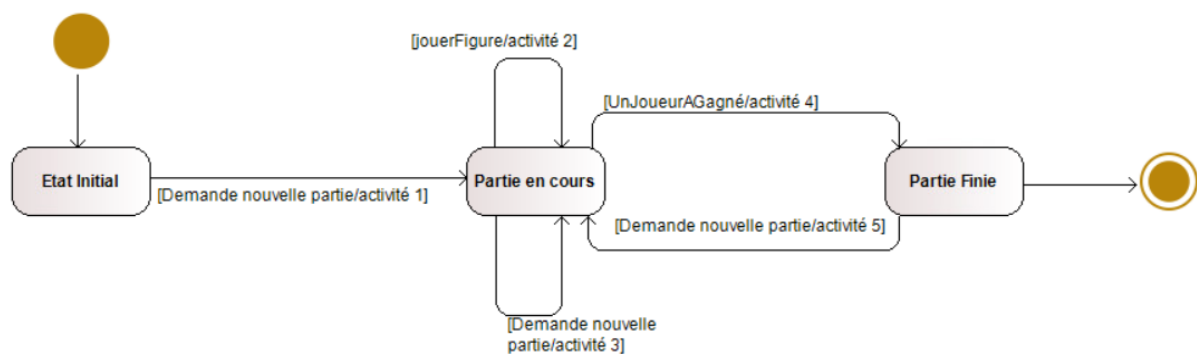 [jouerFigure/activité 2]
[UnJoueurAGagné/activité 4]
Etat Initial
Partie en cours
Partie Finie
[Demande nouvelle partie/activité 1]
[Demande nouvelle partie/activité 5]
[Demande nouvelle
partie/activité 3]